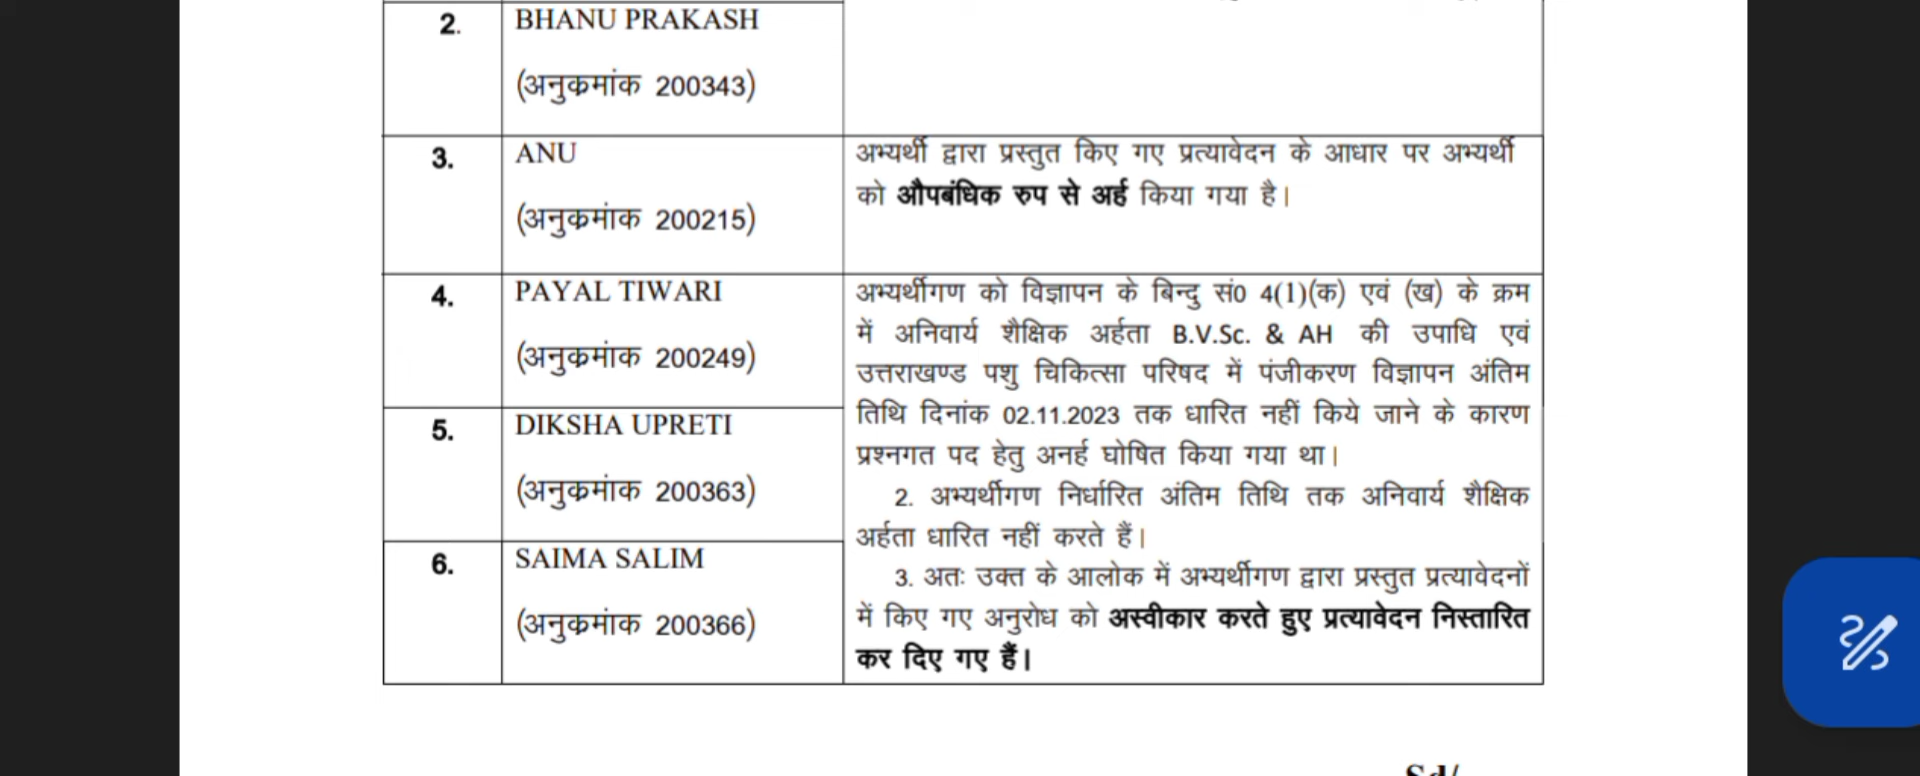 2.
BHANU PRAKASH
(अनुक्रमांक 200343)
3.
ANU
(अनुक्रमांक 200215)
अभ्यर्थी द्वारा प्रस्तुत किए गए प्रत्यावेदन के आधार पर अभ्यर्थी
को औपबंधिक रुप से अर्ह किया गया है।
4.
PAYAL TIWARI
(अनुक्रमांक 200249)
5.
DIKSHA UPRETI
(अनुक्रमांक 200363)
6.
SAIMA SALIM
(अनुक्रमांक 200366)
अभ्यर्थीगण को विज्ञापन के बिन्दु सं0 4(1)(क) एवं (ख) के क्रम
में अनिवार्य शैक्षिक अर्हता B.V.Sc. & AH की उपाधि एवं
उत्तराखण्ड पशु चिकित्सा परिषद में पंजीकरण विज्ञापन अंतिम
तिथि दिनांक 02.11.2023 तक धारित नहीं किये जाने के कारण
प्रश्नगत पद हेतु अनर्ह घोषित किया गया था।
2. अभ्यर्थीगण निर्धारित अंतिम तिथि तक अनिवार्य शैक्षिक
अर्हता धारित नहीं करते हैं।
3. अतः उक्त के आलोक में अभ्यर्थीगण द्वारा प्रस्तुत प्रत्यावेदनों
में किए गए अनुरोध को अस्वीकार करते हुए प्रत्यावेदन निस्तारित
कर दिए गए हैं।
Sd/